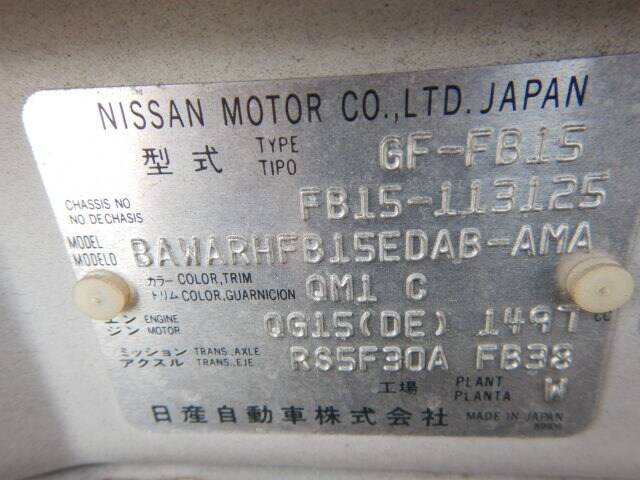 NISSAN MOTOR CO.,LTD. JAPAN
型式 TYPE TIPO GF-FB15
CHASSIS NO
NO DE CHASIS FB15-113125
MODEL
MODELO BAWARHFB15EDAB-AMA
カラー COLOR, TRIM
トリム COLOR, GUARNICION QM1 C
エン ENGINE
ジン MOTOR QG15(DE) 1497 CC
ミッション TRANS.,AXLE
アクスル TRANS.,EJE RS5F30A FB38
工場 PLANT PLANTA W
日産自動車株式会社 MADE IN JAPAN